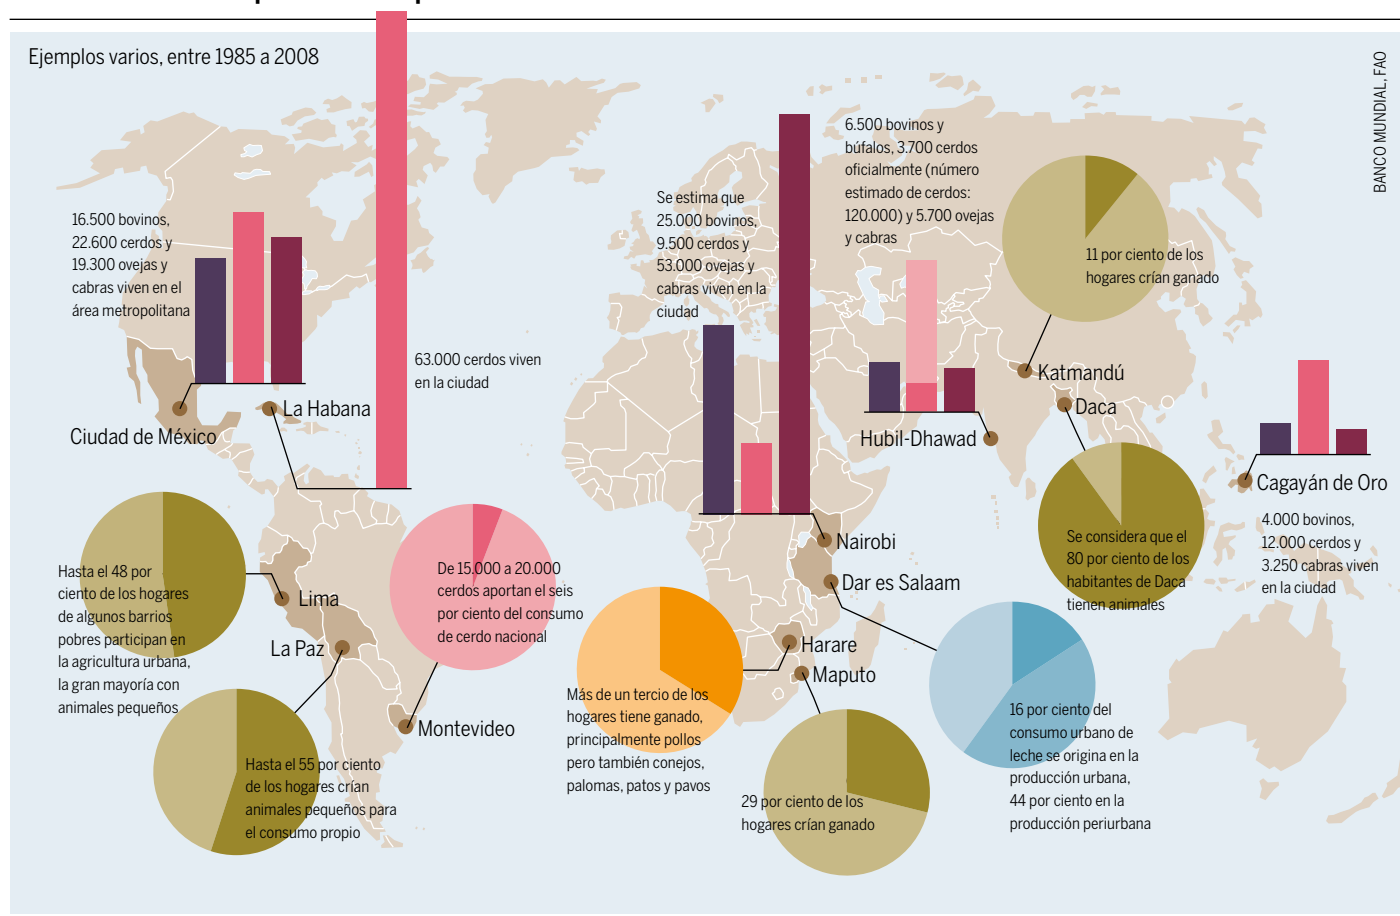 Ejemplos varios, entre 1985 a 2008
BANCO MUNDIAL, FAO
16.500 bovinos,
22.600 cerdos y
19.300 ovejas y
cabras viven en el
área metropolitana
Ciudad de México
La Habana
63.000 cerdos viven
en la ciudad
Se estima que
25.000 bovinos,
9.500 cerdos y
53.000 ovejas y
cabras viven en la
ciudad
6.500 bovinos y
búfalos, 3.700 cerdos
oficialmente (número
estimado de cerdos:
120.000) y 5.700 ovejas
y cabras
11 por ciento de los
hogares crían ganado
Katmandú
Daca
Hubil-Dhawad
Cagayán de Oro
4.000 bovinos,
12.000 cerdos y
3.250 cabras viven
en la ciudad
Se considera que el
80 por ciento de los
habitantes de Daca
tienen animales
Nairobi
Dar es Salaam
Harare
Maputo
Hasta el 48 por
ciento de los hogares
de algunos barrios
pobres participan en
la agricultura urbana,
la gran mayoría con
animales pequeños
Lima
La Paz
De 15.000 a 20.000
cerdos aportan el seis
por ciento del consumo
de cerdo nacional
Montevideo
Hasta el 55 por ciento
de los hogares crían
animales pequeños para
el consumo propio
Más de un tercio de los
hogares tiene ganado,
principalmente pollos
pero también conejos,
palomas, patos y pavos
29 por ciento de los
hogares crían ganado
16 por ciento del
consumo urbano de
leche se origina en la
producción urbana,
44 por ciento en la
producción periurbana